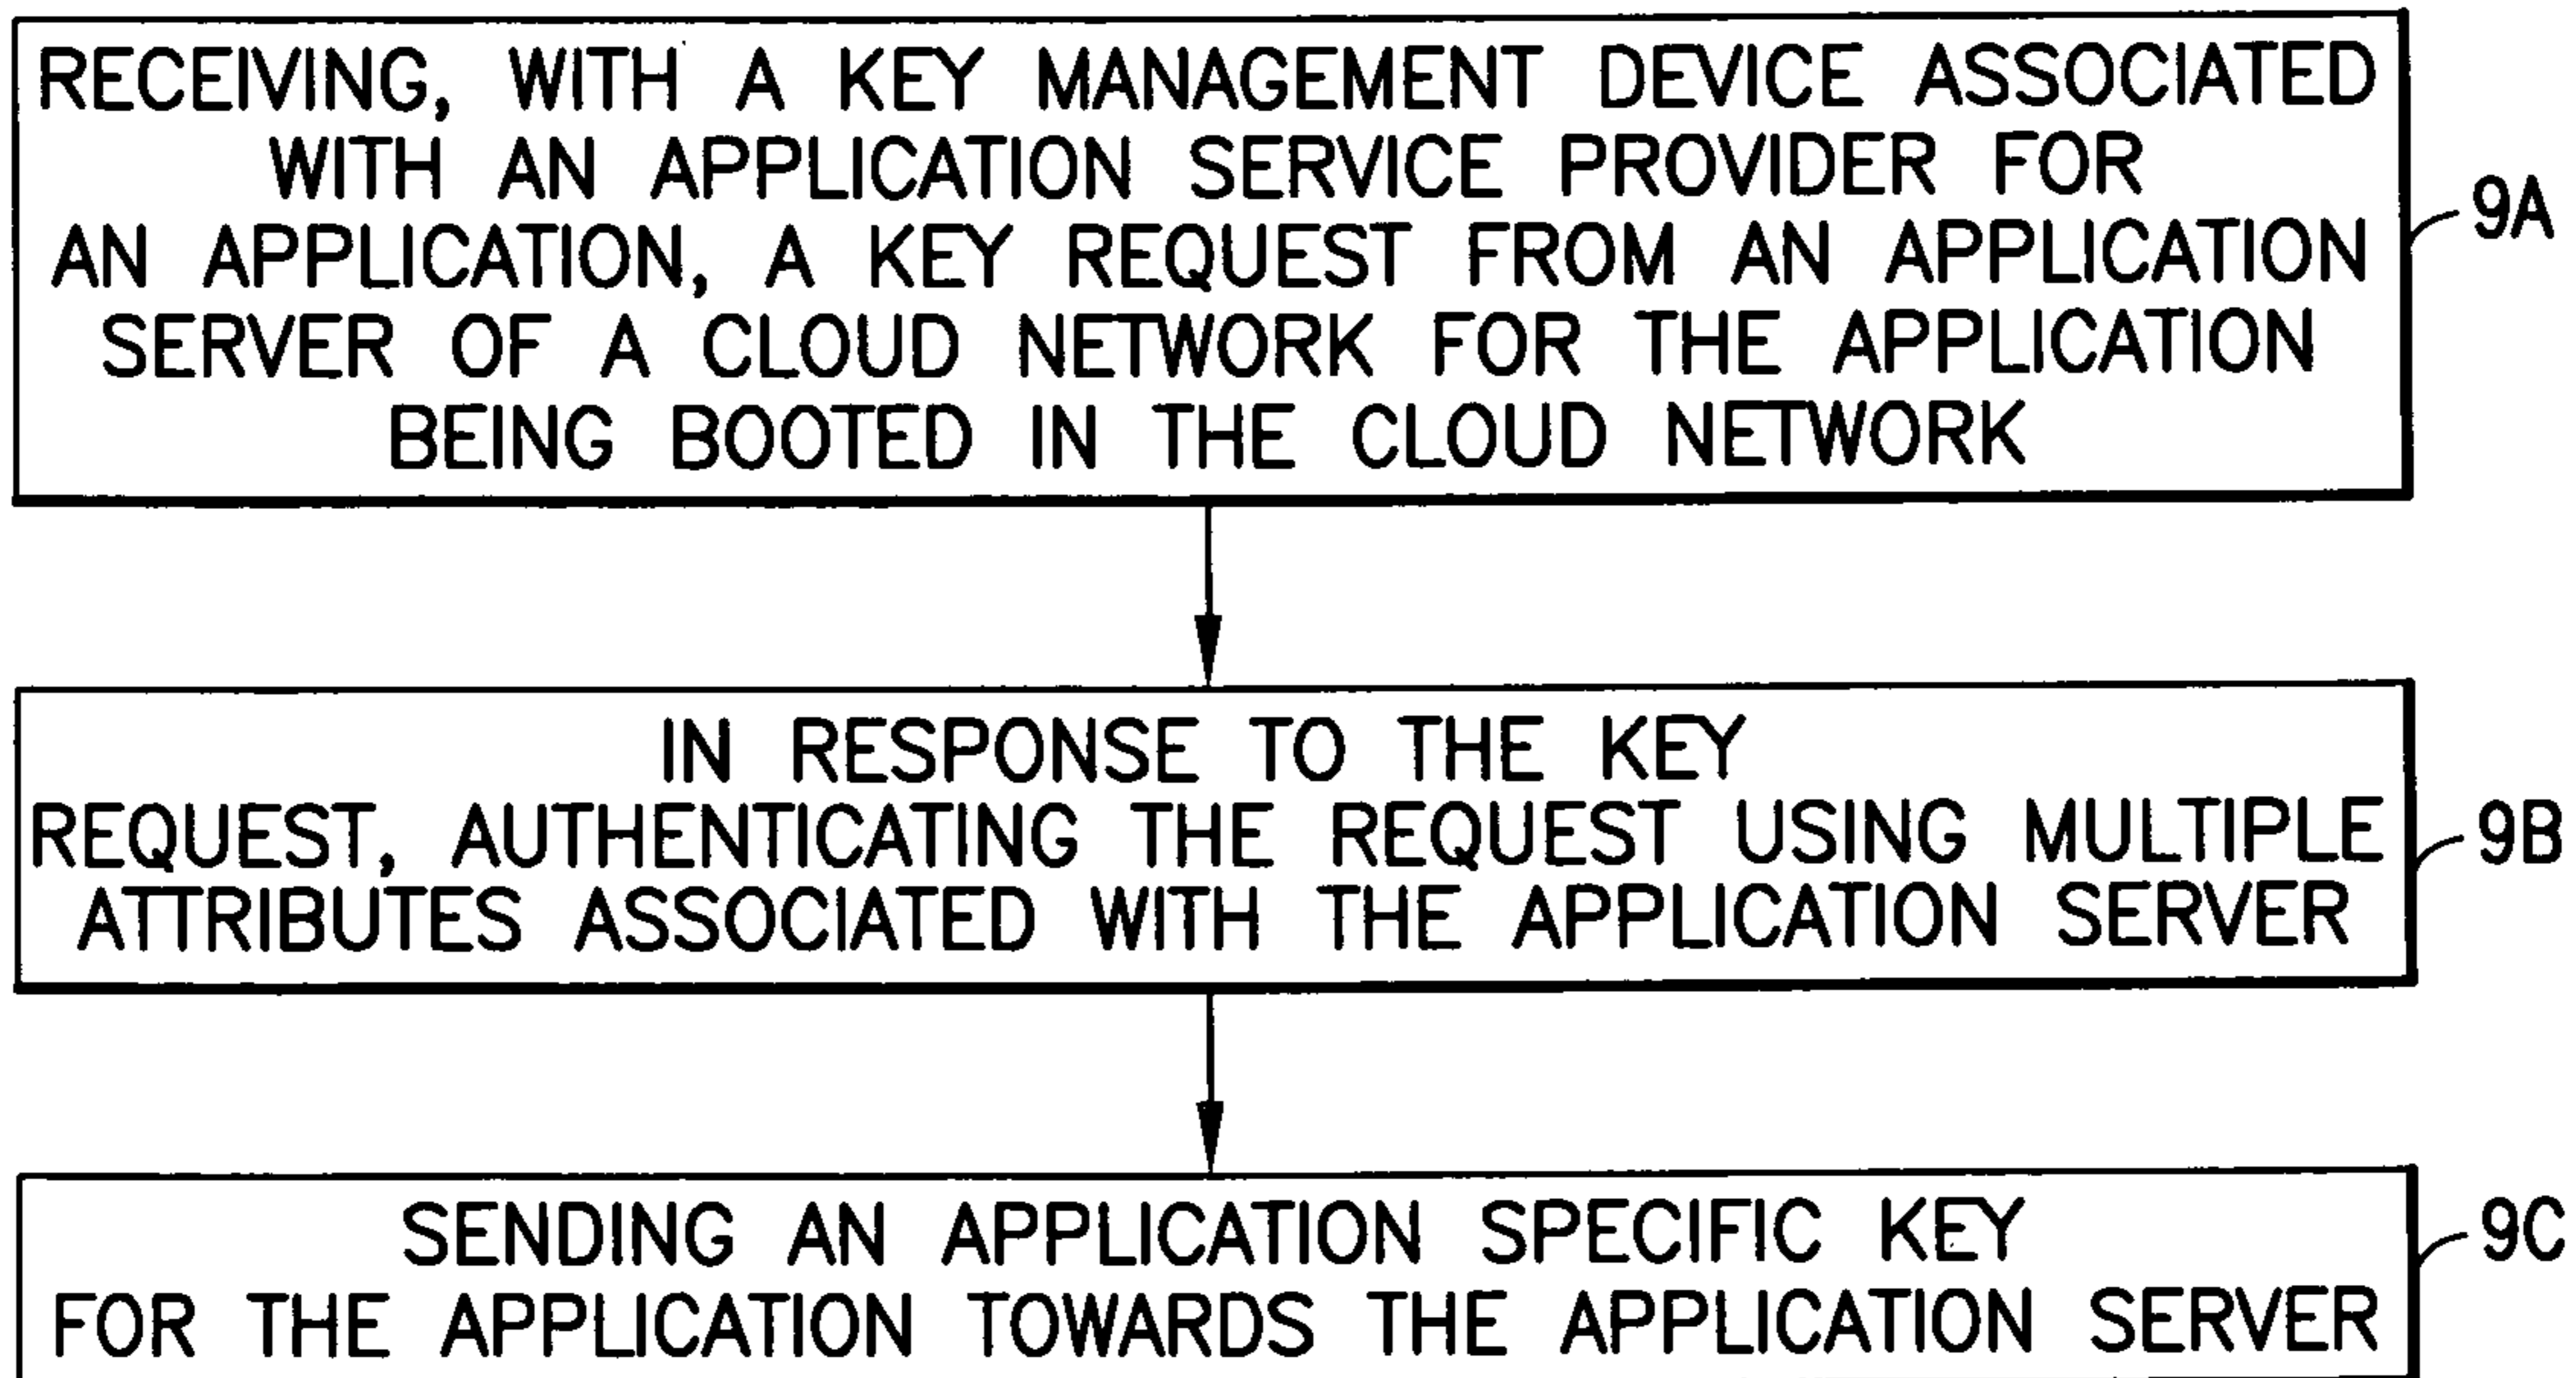 RECEIVING, WITH A KEY MANAGEMENT DEVICE ASSOCIATED
WITH AN APPLICATION SERVICE PROVIDER FOR
AN APPLICATION, A KEY REQUEST FROM AN APPLICATION
SERVER OF A CLOUD NETWORK FOR THE APPLICATION
BEING BOOTED IN THE CLOUD NETWORK
9A
IN RESPONSE TO THE KEY
REQUEST, AUTHENTICATING THE REQUEST USING MULTIPLE
ATTRIBUTES ASSOCIATED WITH THE APPLICATION SERVER
9B
SENDING AN APPLICATION SPECIFIC KEY
FOR THE APPLICATION TOWARDS THE APPLICATION SERVER
9C